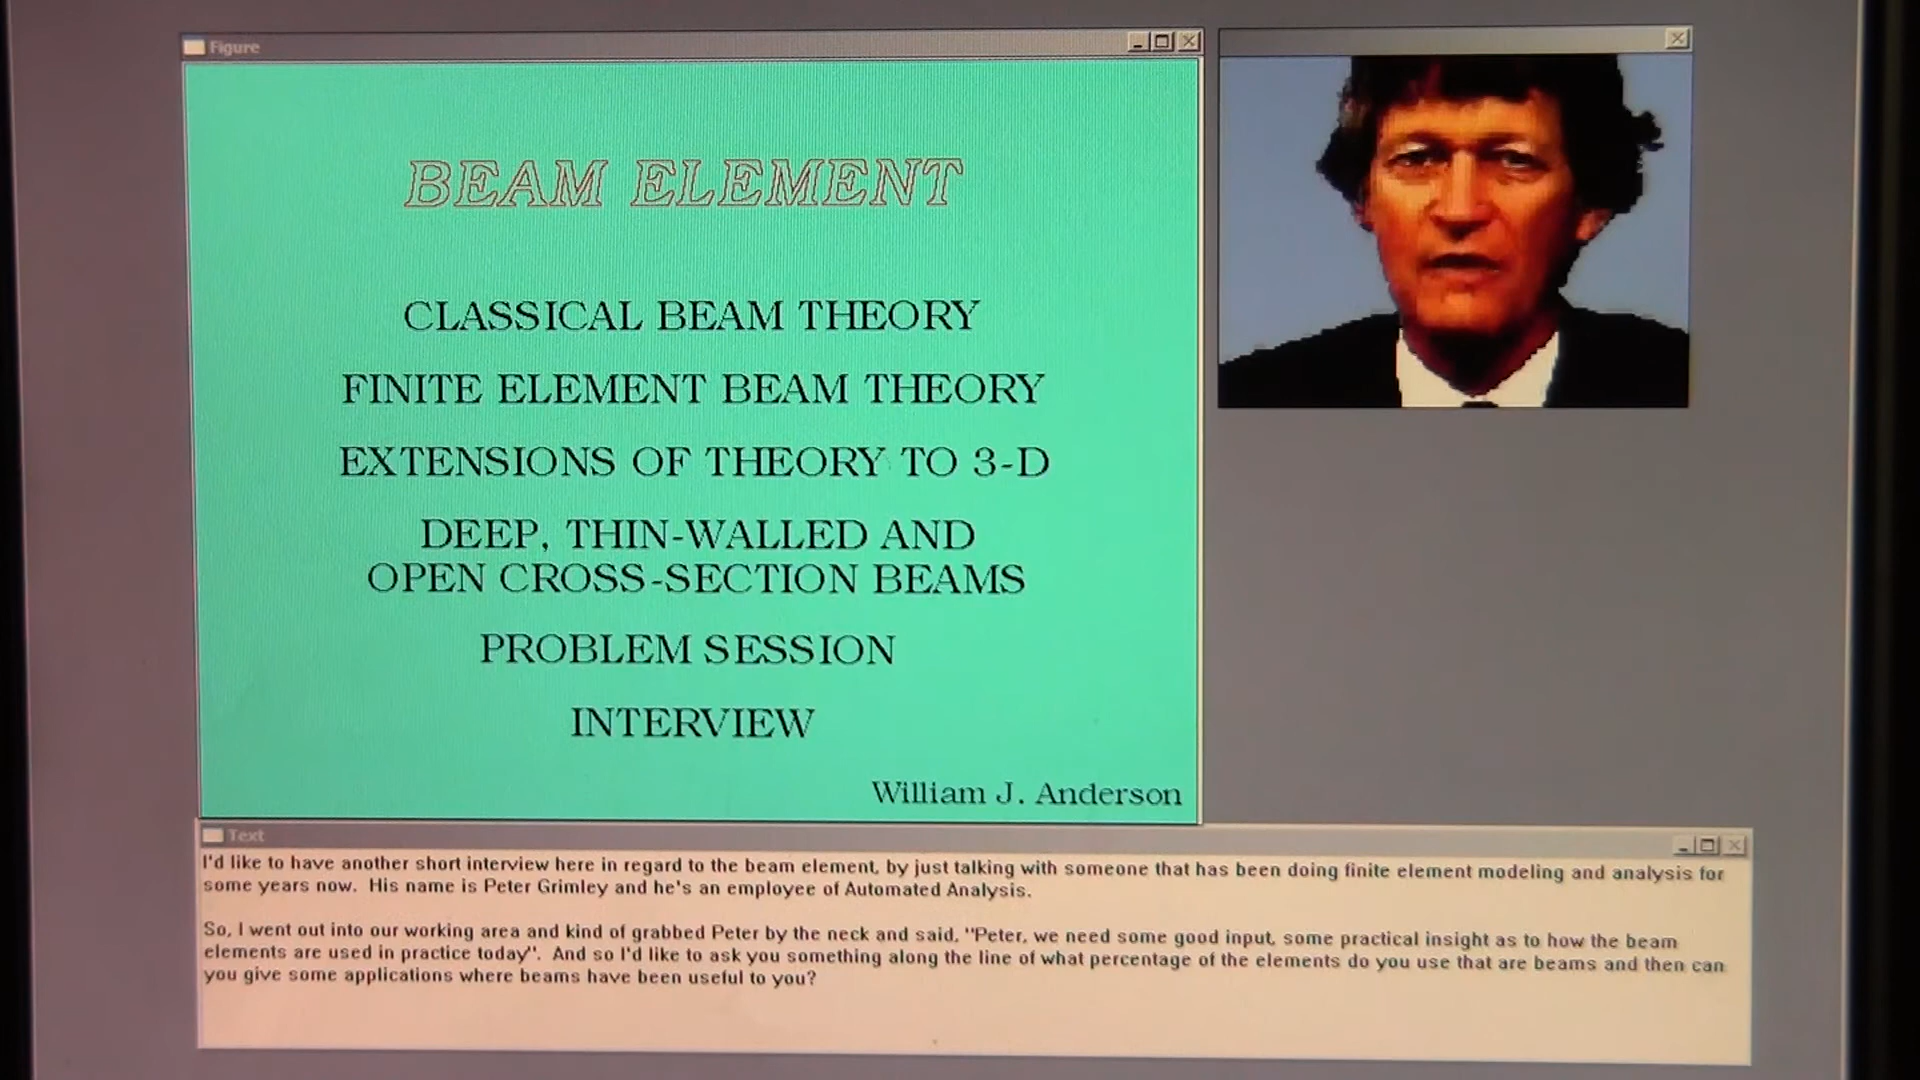 Figure
BEAM ELEMENT
CLASSICAL BEAM THEORY
FINITE ELEMENT BEAM THEORY
EXTENSIONS OF THEORY TO 3-D
DEEP, THIN-WALLED AND
OPEN CROSS-SECTION BEAMS
PROBLEM SESSION
INTERVIEW
William J. Anderson
Text
I'd like to have another short interview here in regard to the beam element, by just talking with someone that has been doing finite element modeling and analysis for
some years now. His name is Peter Grimley and he's an employee of Automated Analysis.
So, I went out into our working area and kind of grabbed Peter by the neck and said, "Peter, we need some good input, some practical insight as to how the beam
elements are used in practice today". And so I'd like to ask you something along the line of what percentage of the elements do you use that are beams and then can
you give some applications where beams have been useful to you?